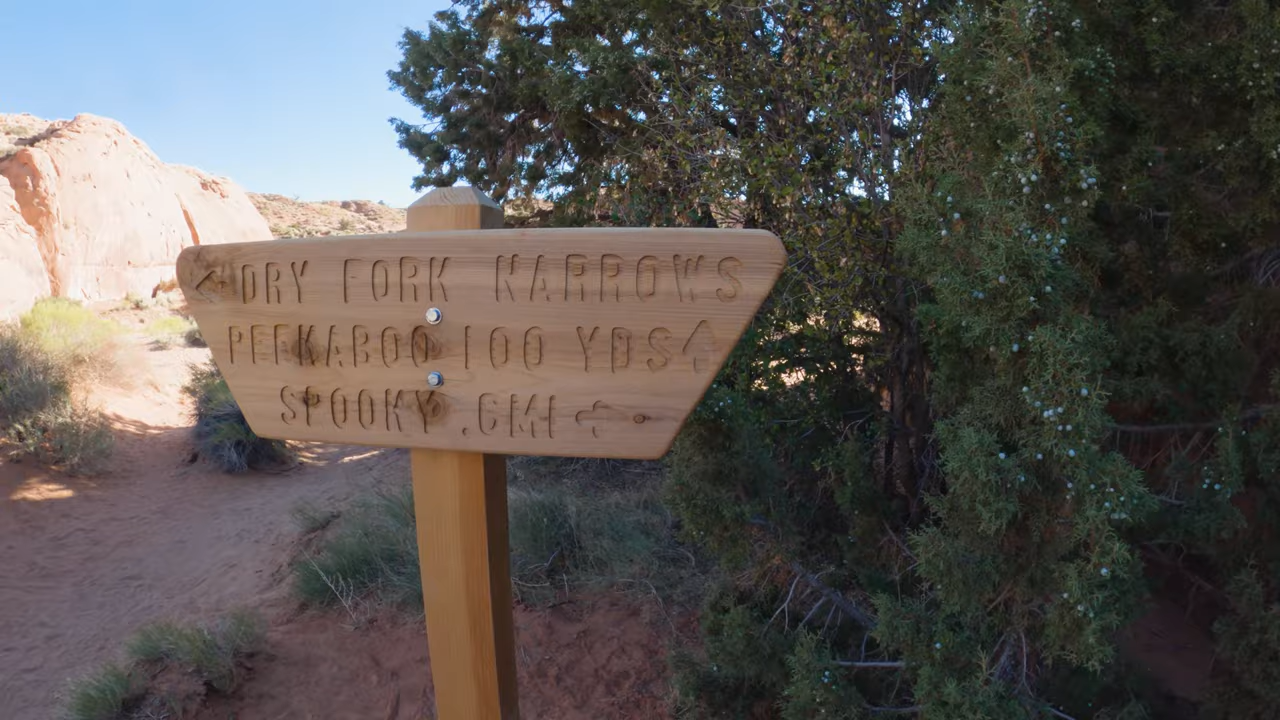 ← DRY FORK NARROWS
PEEKABOO 100 YDS ↑
SPOOKY .6MI →